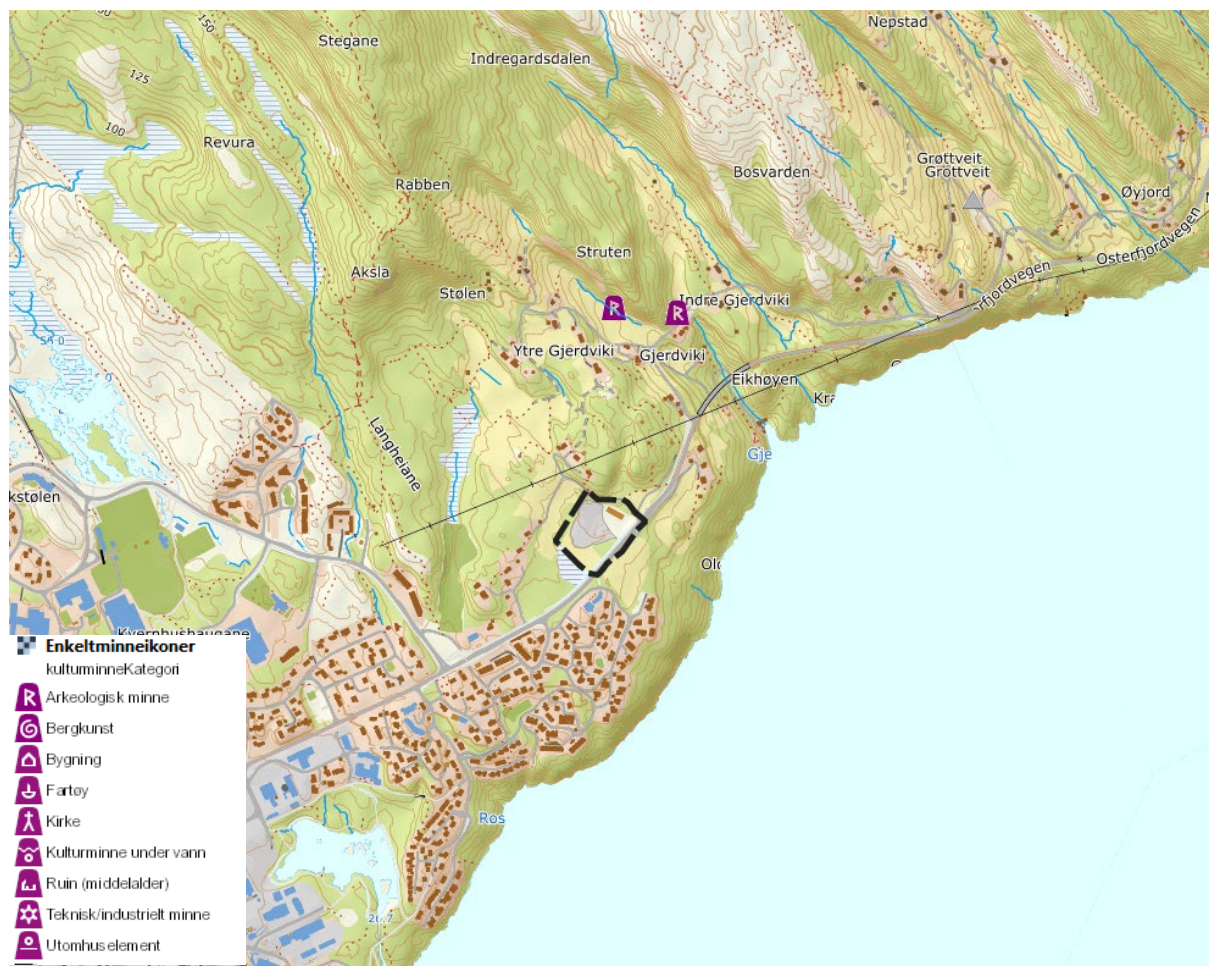 150
Stegane
Nepstad
Indregardsdalen
125
100
Revura
Grøttveit
Grøttveit
Bosvarden
Rabben
Øyjord
Osterfjordvegen
Struten
Aksla
rfjordvegen
Stølen
Indre Gjerdviki
Ytre Gjerdviki
Gjerdviki
Eikhøyen
Kra
Langheiane
Gje
kstølen
Old
Kvernhushaugane
Enkeltminneikoner
kulturminneKategori
Arkeologisk minne
Bergkunst
Bygning
Fartøy
Kirke
Kulturminne under vann
Ruin (middelalder)
Teknisk/industrielt minne
Utomhuselement
Ros